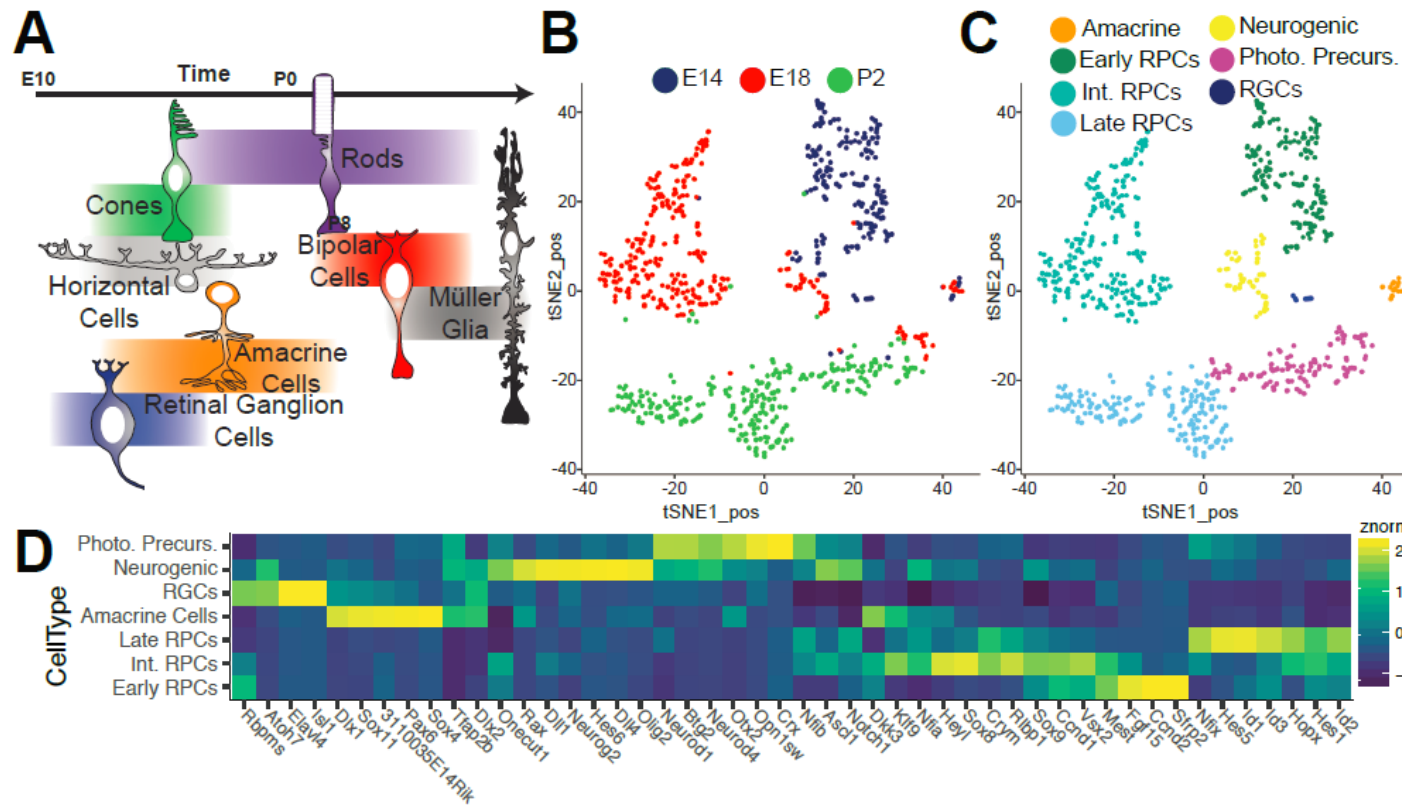 A
E10
Time
P0
Rods
Cones
P8
Bipolar
Cells
Horizontal
Cells
Müller
Glia
Amacrine
Cells
Retinal Ganglion
Cells
B
E14
E18
P2
tSNE2_pos
40
20
0
-20
-40
-40
-20
0
20
40
tSNE1_pos
C
Amacrine
Early RPCs
Int. RPCs
Late RPCs
Neurogenic
Photo. Precurs.
RGCs
tSNE2_pos
40
20
0
-20
-40
-40
-20
0
20
40
tSNE1_pos
D
CellType
Photo. Precurs.
Neurogenic
RGCs
Amacrine Cells
Late RPCs
Int. RPCs
Early RPCs
Rbpms
Atoh7
Elavl4
Isl1
Dlx1
Sox11
3110035E14Rik
Pax6
Sox4
Tfap2b
Dlx2
Onecut1
Rax
Dll1
Neurog2
Hes6
Dll4
Olig2
Neurod1
Btg2
Neurod4
Otx2
Opn1sw
Crx
Nfib
Ascl1
Notch1
Dkk3
Klf9
Nfia
Heyl
Sox8
Crym
Rlbp1
Sox9
Ccnd1
Vsx2
Mest
Fgf15
Ccnd2
Sfrp2
Nfix
Hes5
Id1
Id3
Hopx
Hes1
Id2
znorm
2
0